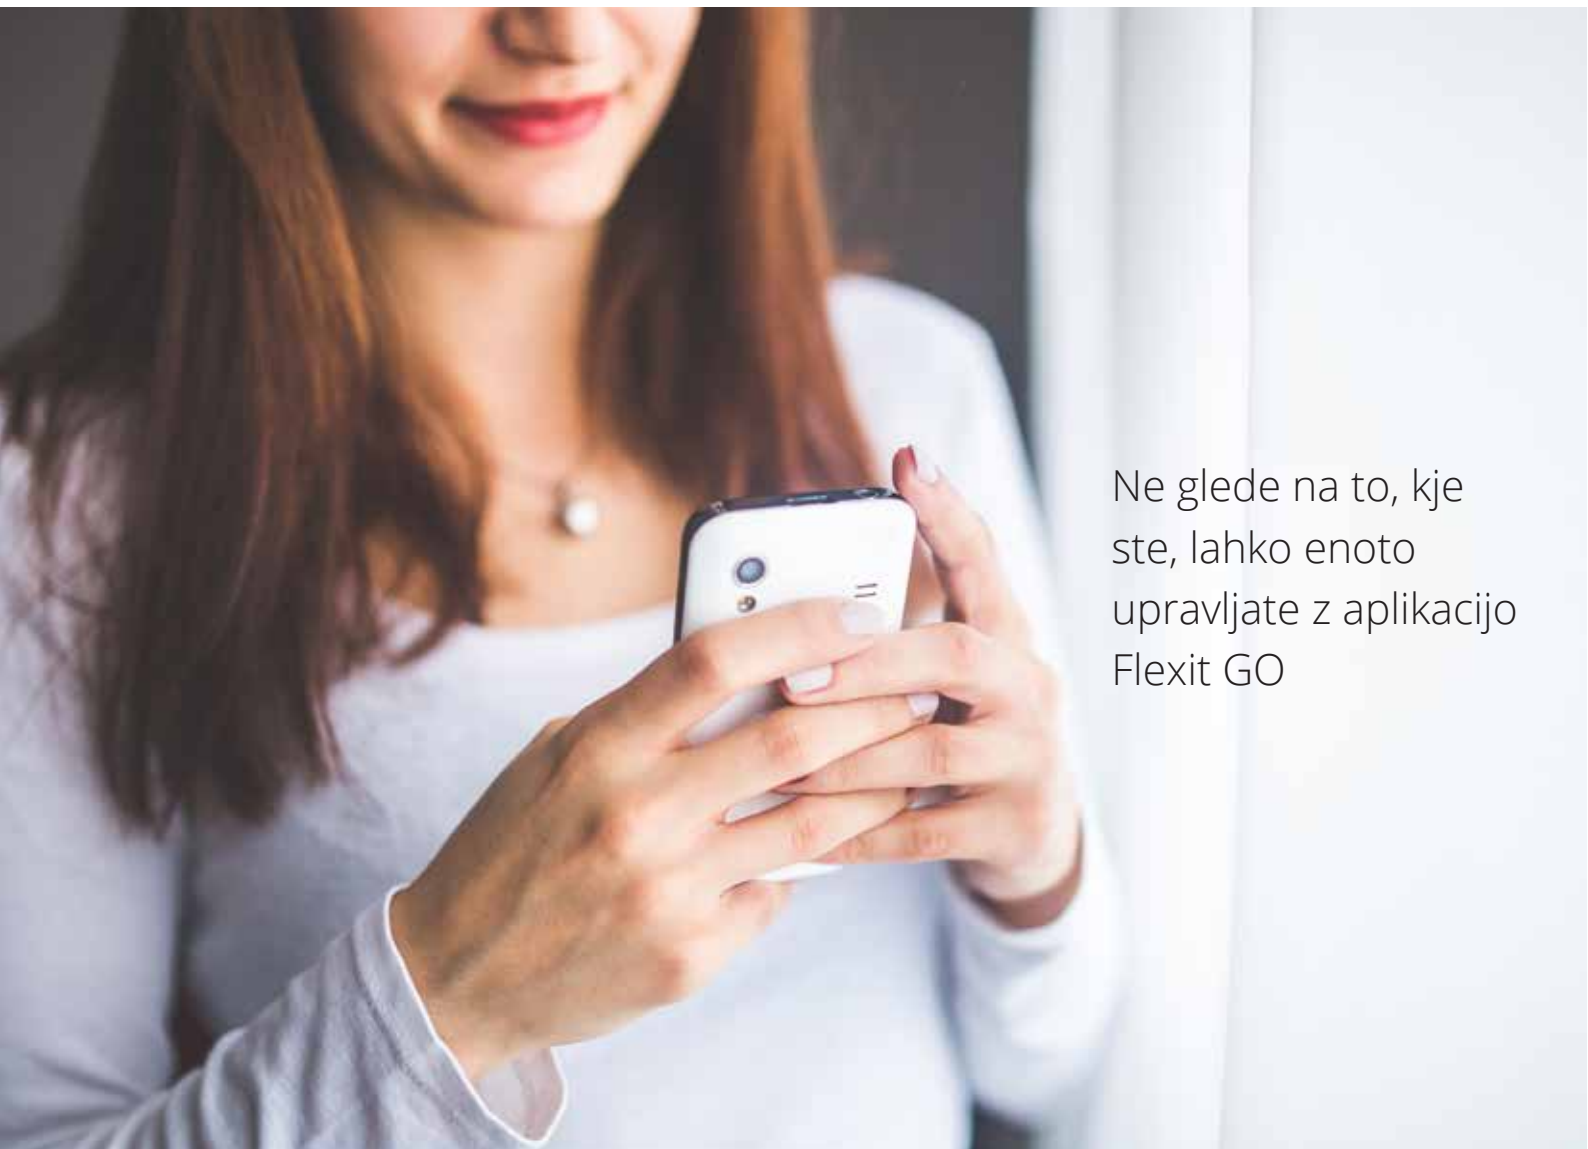 Ne glede na to, kje
ste, lahko enoto
upravljate z aplikacijo
Flexit GO